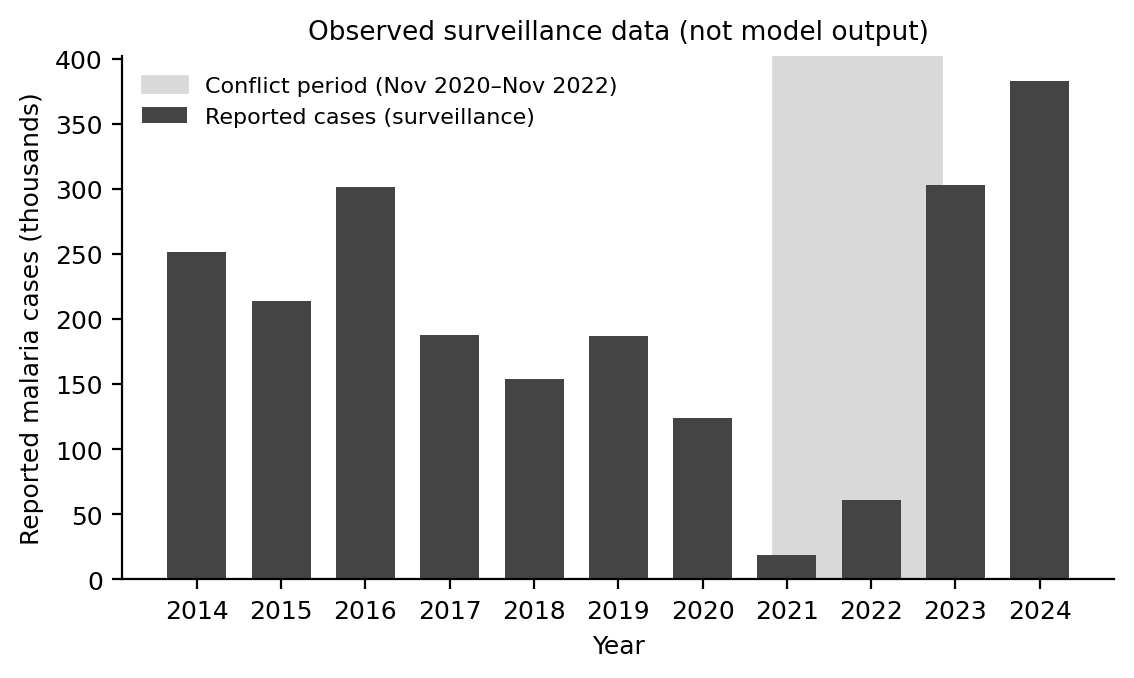 Observed surveillance data (not model output)
Conflict period (Nov 2020–Nov 2022)
Reported cases (surveillance)
Reported malaria cases (thousands)
400
350
300
250
200
150
100
50
0
2014 2015 2016 2017 2018 2019 2020 2021 2022 2023 2024
Year